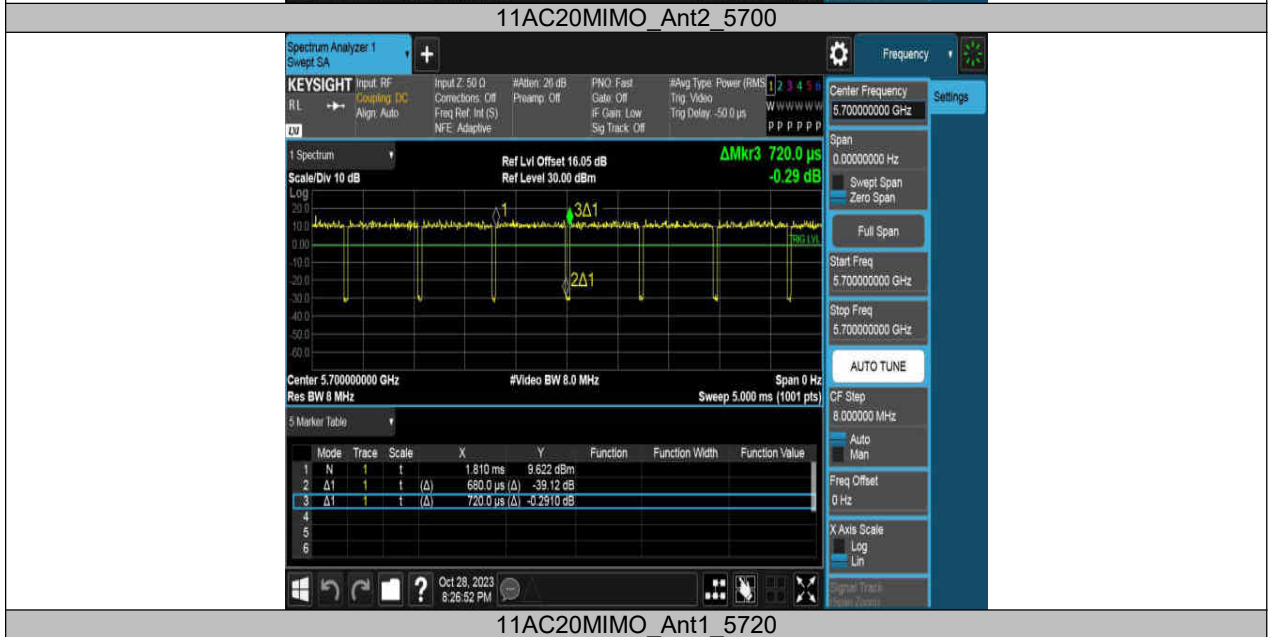 11AC20MIMO_Ant2_5700
Spectrum Analyzer 1
Swept SA
+
Frequency
KEYSIGHT
RL
LXI
Input: RF
Coupling: DC
Align: Auto
Input Z: 50 Ω
Corrections: Off
Freq Ref: Int (S)
NFE: Adaptive
#Atten: 26 dB
Preamp: Off
PNO: Fast
Gate: Off
IF Gain: Low
Sig Track: Off
#Avg Type: Power (RMS
Trig: Video
Trig Delay: -50.0 µs
1 2 3 4 5 6
W W W W W W
P P P P P P
Center Frequency
5.700000000 GHz
Settings
Span
0.00000000 Hz
Swept Span
Zero Span
Full Span
Start Freq
5.700000000 GHz
Stop Freq
5.700000000 GHz
AUTO TUNE
CF Step
8.000000 MHz
Auto
Man
Freq Offset
0 Hz
X Axis Scale
Log
Lin
Signal Track
(Span Zoom)
1 Spectrum
Scale/Div 10 dB
Ref Lvl Offset 16.05 dB
Ref Level 30.00 dBm
ΔMkr3 720.0 µs
-0.29 dB
Log
20.0
10.0
0.00
-10.0
-20.0
-30.0
-40.0
-50.0
-60.0
1
3Δ1
2Δ1
TRIG LVL
Center 5.700000000 GHz
Res BW 8 MHz
#Video BW 8.0 MHz
Span 0 Hz
Sweep 5.000 ms (1001 pts)
5 Marker Table
Mode Trace Scale X Y Function Function Width Function Value
1 N 1 t 1.810 ms 9.622 dBm
2 Δ1 1 t (Δ) 680.0 µs (Δ) -39.12 dB
3 Δ1 1 t (Δ) 720.0 µs (Δ) -0.2910 dB
4
5
6
?
Oct 28, 2023
8:26:52 PM
11AC20MIMO_Ant1_5720